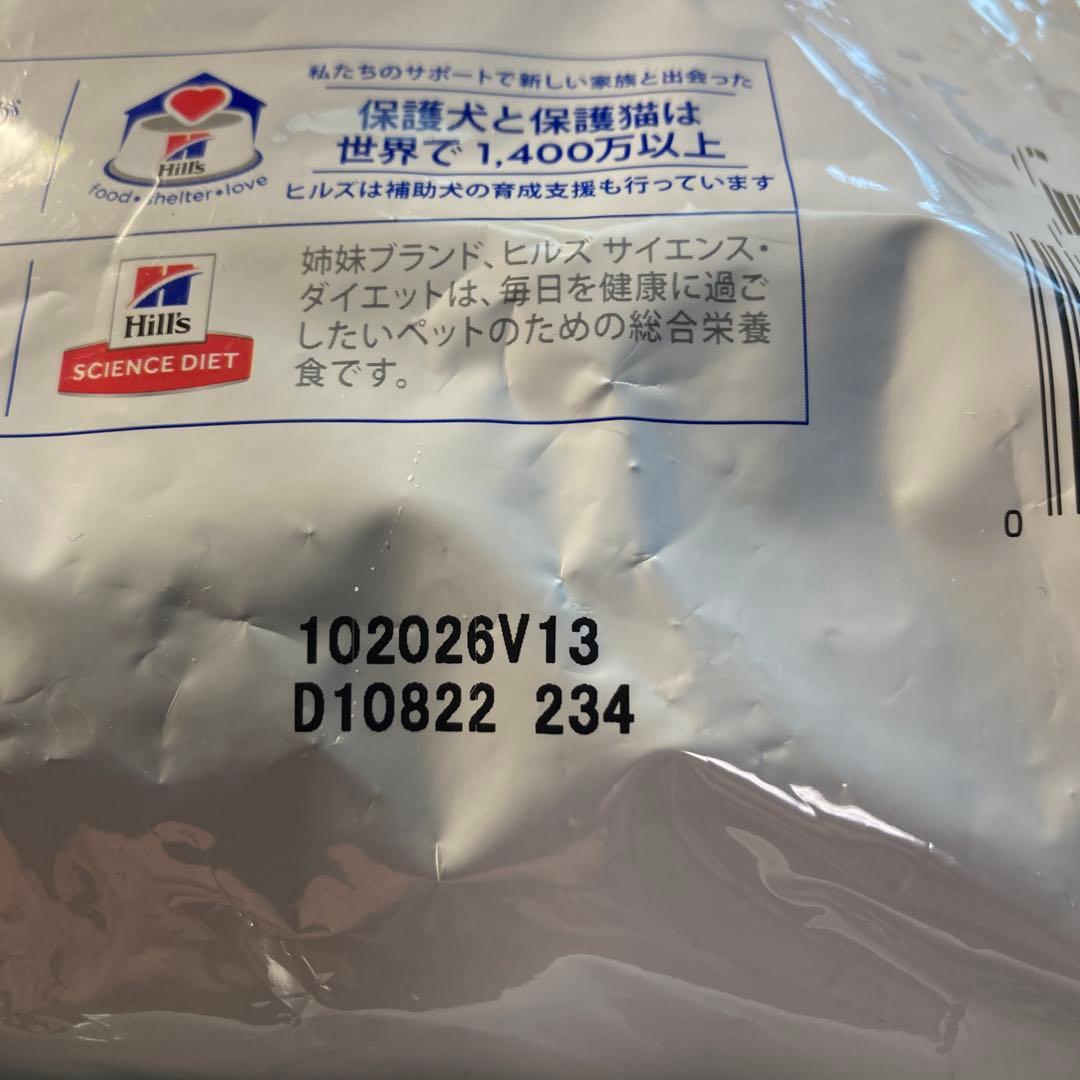 私たちのサポートで新しい家族と出会った
保護犬と保護猫は
世界で1,400万以上
ヒルズは補助犬の育成支援も行っています
Hill's
food•shelter•love
姉妹ブランド、ヒルズ サイエンス・
ダイエットは、毎日を健康に過ご
したいペットのための総合栄養
食です。
Hill's
SCIENCE DIET
0
102026V13
D10822 234